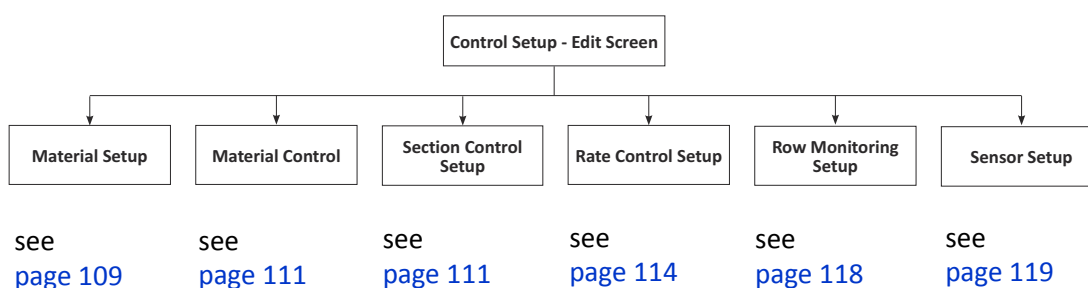 Control Setup - Edit Screen
Material Setup
Material Control
Section Control
Setup
Rate Control Setup
Row Monitoring
Setup
Sensor Setup
see
page 109
see
page 111
see
page 111
see
page 114
see
page 118
see
page 119